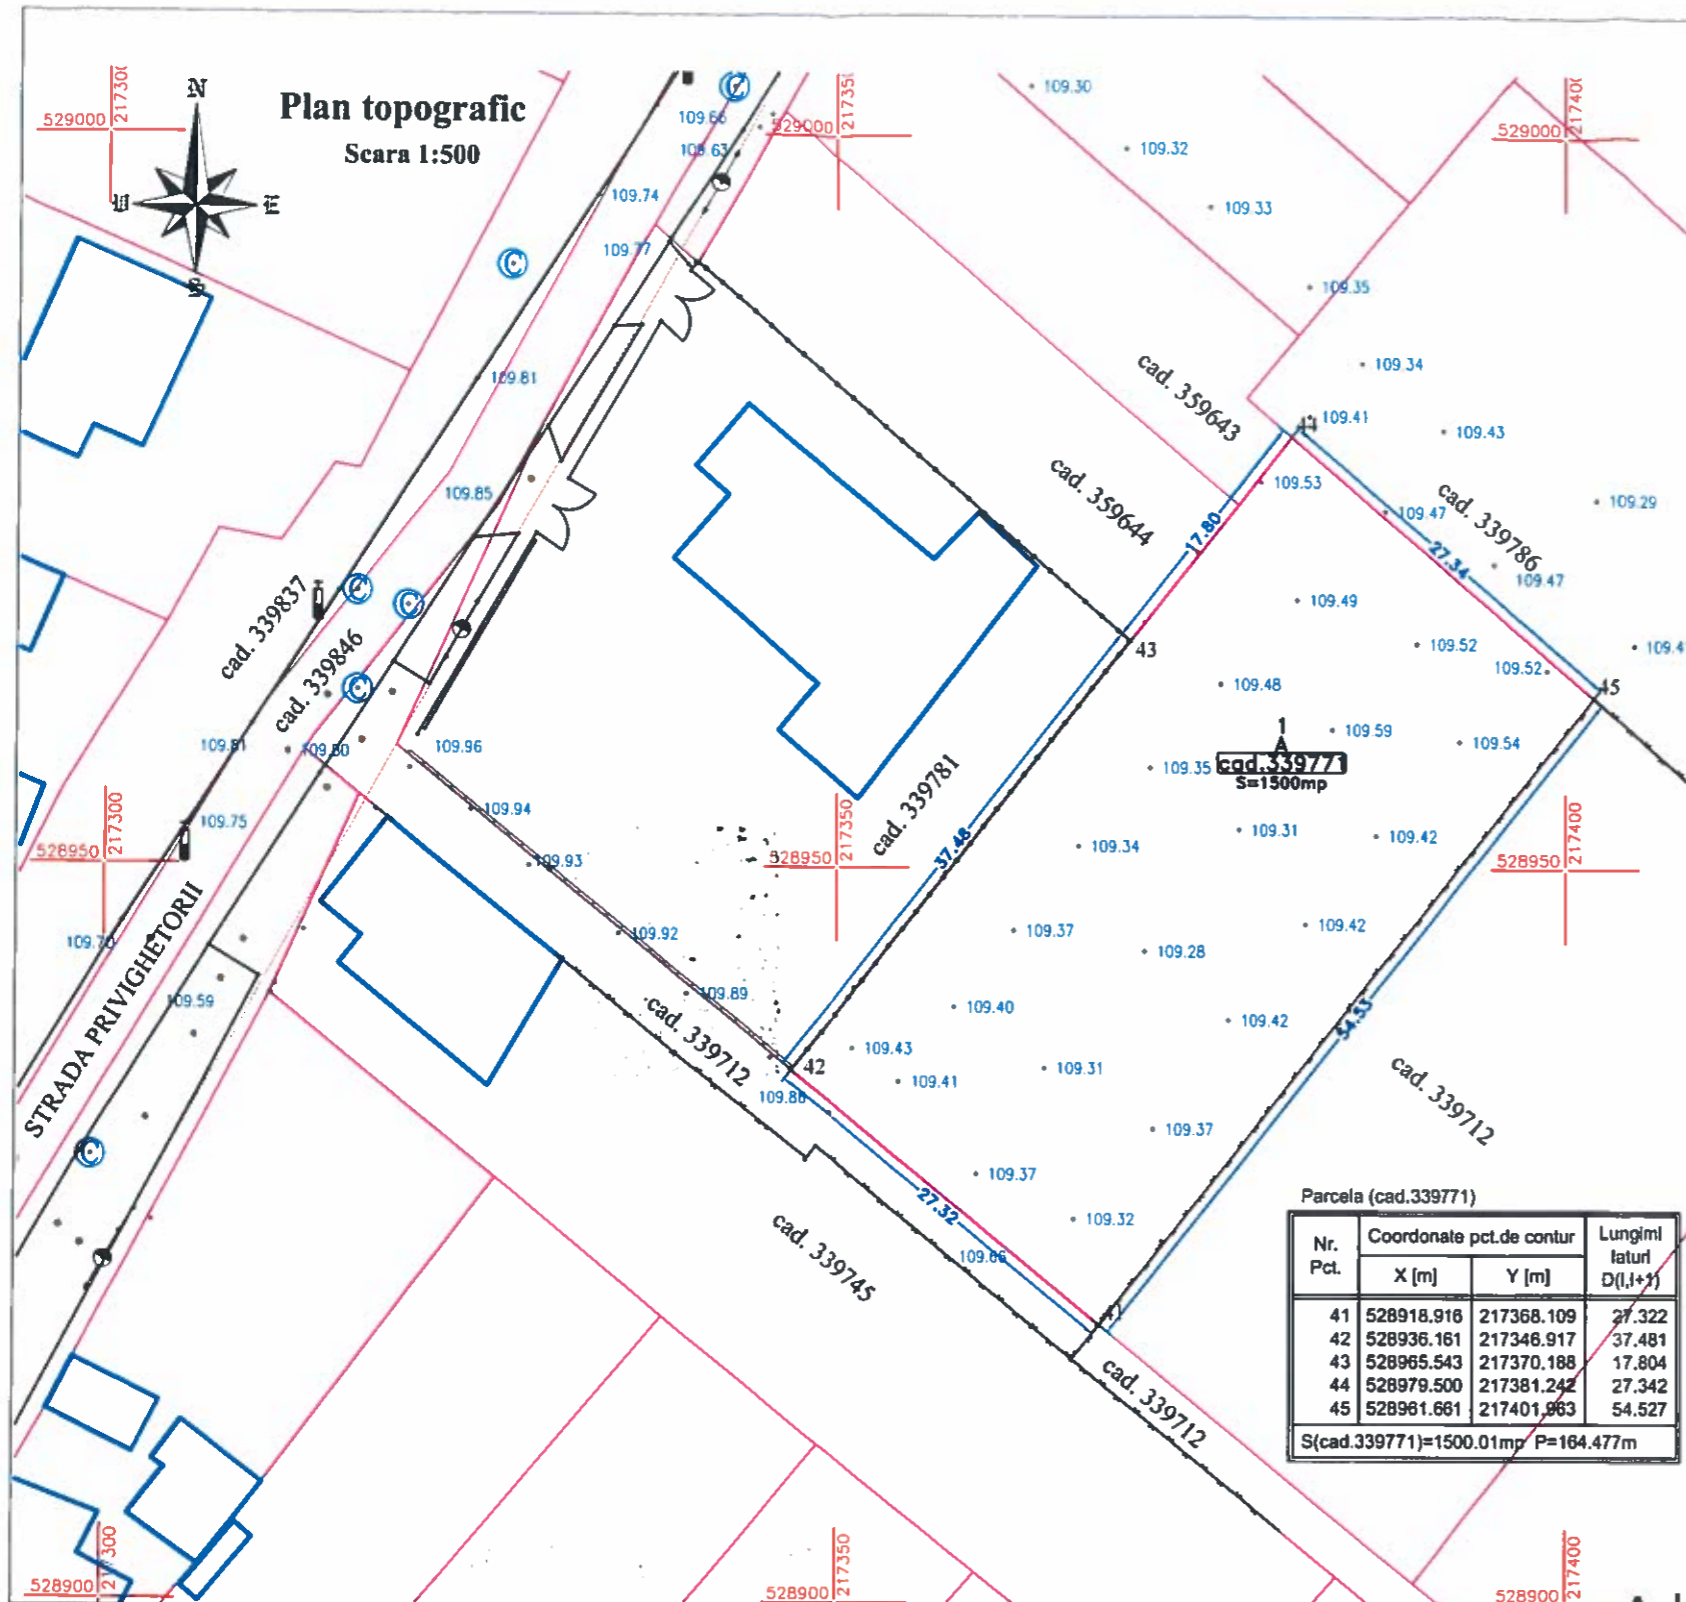 Plan topografic
Scara 1:500
N
E
S
529000
529000
529000
217400
109.66
109.63
109.74
109.77
109.81
109.85
109.30
109.32
109.33
109.35
109.34
109.41
109.43
109.29
109.47
109.47
109.53
109.49
109.52
109.52
109.48
109.59
109.54
109.35
109.34
109.31
109.42
109.37
109.28
109.42
109.40
109.42
109.43
109.41
109.31
109.37
109.37
109.32
109.66
109.88
109.89
109.92
109.93
109.94
109.96
109.80
109.81
109.75
109.70
109.59
cad. 359643
cad. 359644
cad. 339786
cad. 339837
cad. 339846
cad. 339781
cad. 339712
cad. 339712
cad. 339745
cad. 339712
STRADA PRIVIGHETORII
17.80
27.34
37.48
54.53
27.32
44
43
45
42
41
1
A
cad.339771
S=1500mp
528950
217300
528950
217350
528950
217400
528900
217300
528900
217350
528900
217400
Parcela (cad.339771)
Nr. Pct.
Coordonate pct.de contur
Lungimi laturi D(i,i+1)
X [m] Y [m]
41 528918.916 217368.109 27.322
42 528936.161 217346.917 37.481
43 528965.543 217370.188 17.804
44 528979.500 217381.242 27.342
45 528961.661 217401.963 54.527
S(cad.339771)=1500.01mp P=164.477m